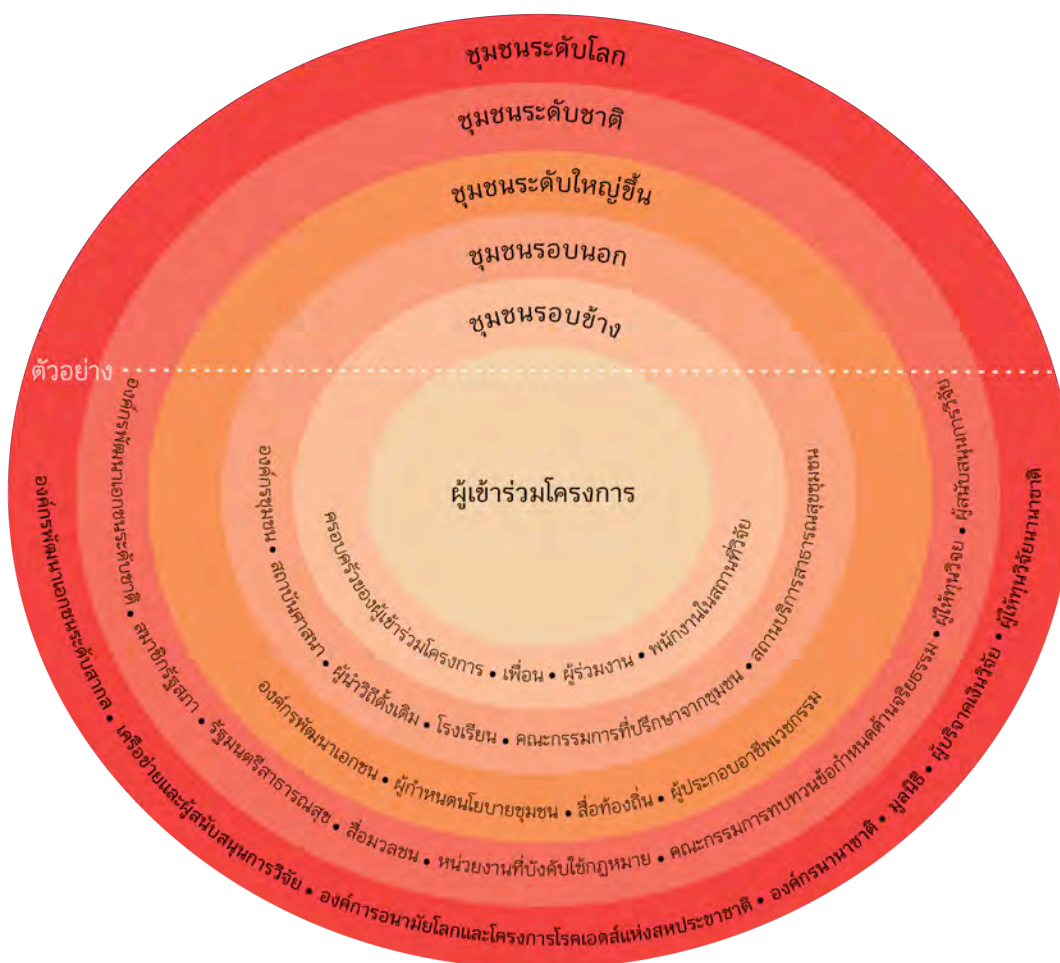 ชุมชนระดับโลก
ชุมชนระดับชาติ
ชุมชนระดับใหญ่ขึ้น
ชุมชนรอบนอก
ชุมชนรอบข้าง
ตัวอย่าง
ผู้เข้าร่วมโครงการ
ครอบครัวของผู้เข้าร่วมโครงการ • เพื่อน • ผู้ร่วมงาน • พนักงานในสถานที่วิจัย
องค์กรชุมชน • สถาบันศาสนา • ผู้นำวิถีดั้งเดิม • โรงเรียน • คณะกรรมการที่ปรึกษาจากชุมชน • สถานบริการสาธารณสุขชุมชน
องค์กรพัฒนาเอกชน • ผู้กำหนดนโยบายชุมชน • สื่อท้องถิ่น • ผู้ประกอบอาชีพเวชกรรม
องค์กรพัฒนาเอกชนระดับชาติ • สมาชิกรัฐสภา • รัฐมนตรีสาธารณสุข • สื่อมวลชน • หน่วยงานที่บังคับใช้กฎหมาย • คณะกรรมการทบทวนข้อกำหนดด้านจริยธรรม • ผู้ให้ทุนวิจัย • ผู้สนับสนุนการวิจัย
องค์กรพัฒนาเอกชนระดับสากล • เครือข่ายและผู้สนับสนุนการวิจัย • องค์การอนามัยโลกและโครงการโรคเอดส์แห่งสหประชาชาติ • องค์กรนานาชาติ • มูลนิธิ • ผู้บริจาคเงินวิจัย • ผู้ให้ทุนวิจัยนานาชาติ